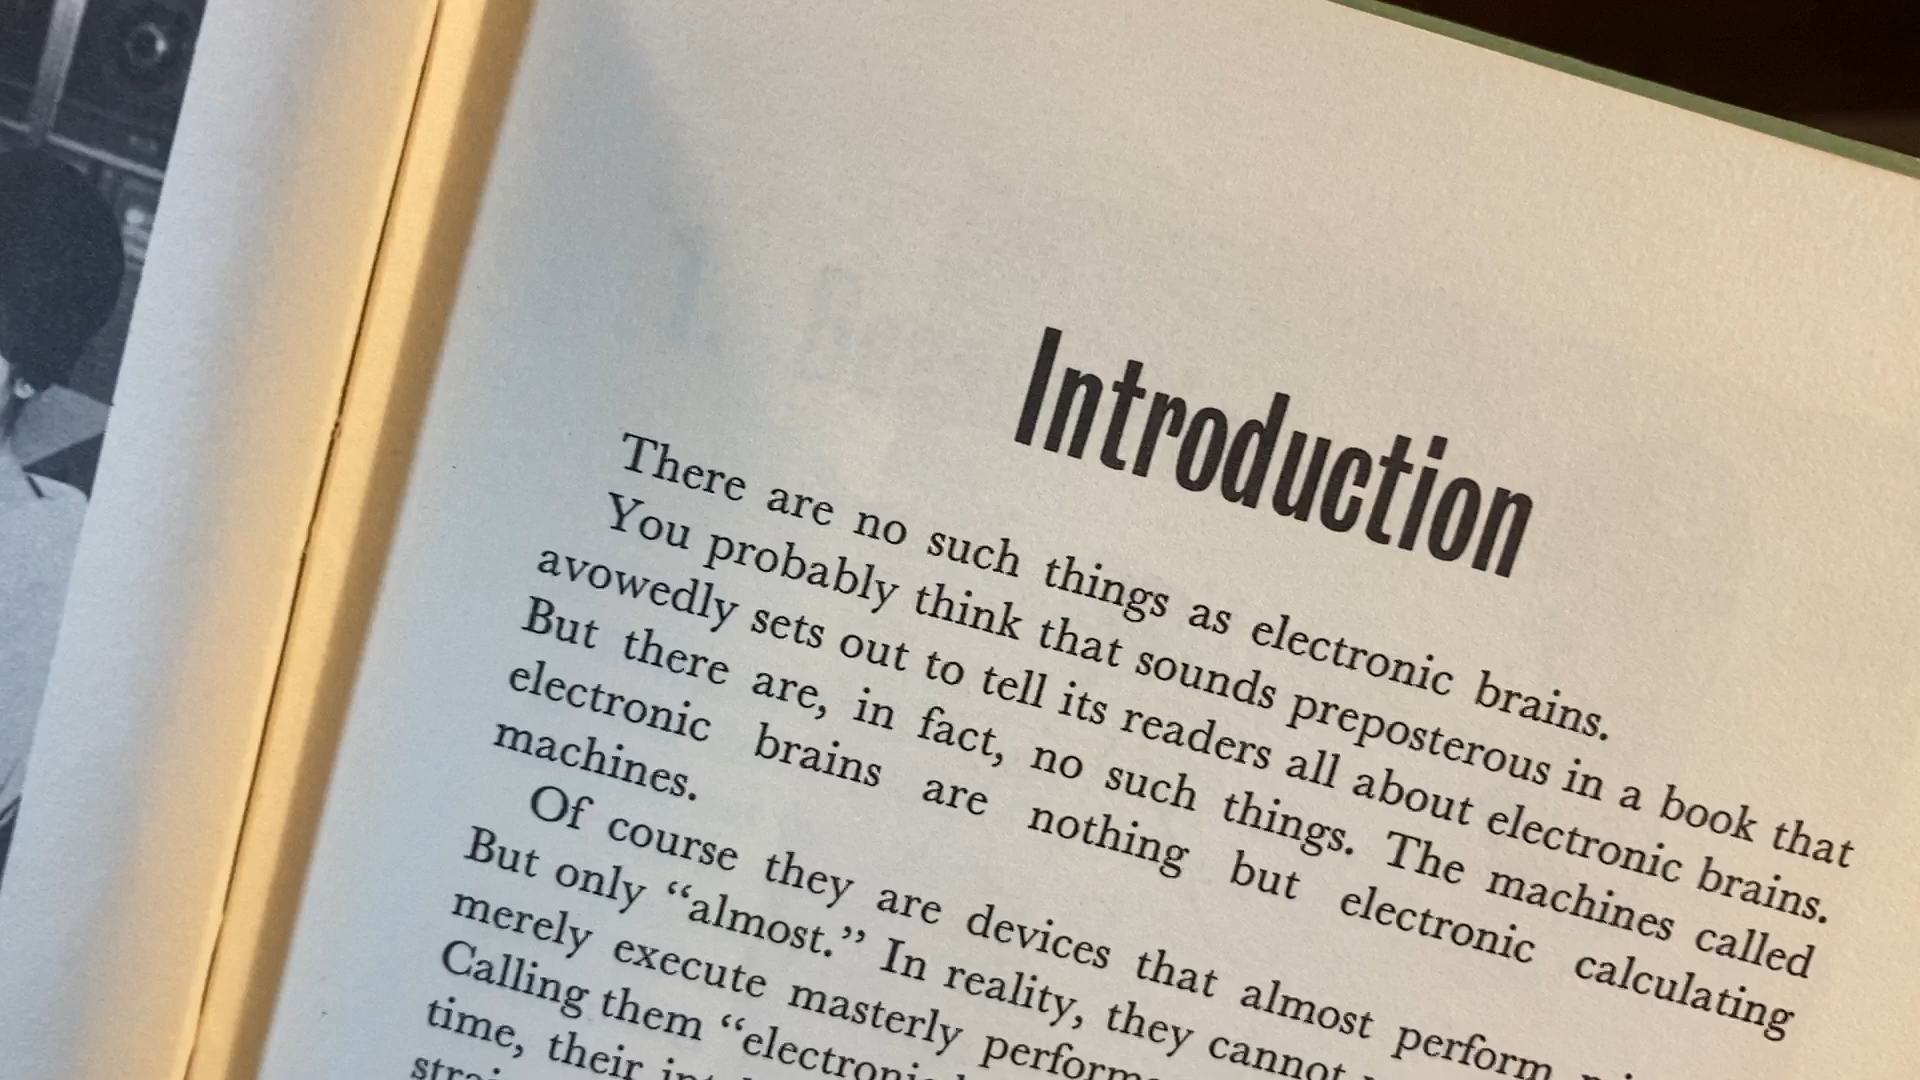 Introduction
There are no such things as electronic brains.
You probably think that sounds preposterous in a book that
avowedly sets out to tell its readers all about electronic brains.
But there are, in fact, no such things. The machines called
electronic brains are nothing but electronic calculating
machines.
Of course they are devices that almost perform
But only “almost.” In reality, they cannot
merely execute masterly
Calling them
time, their